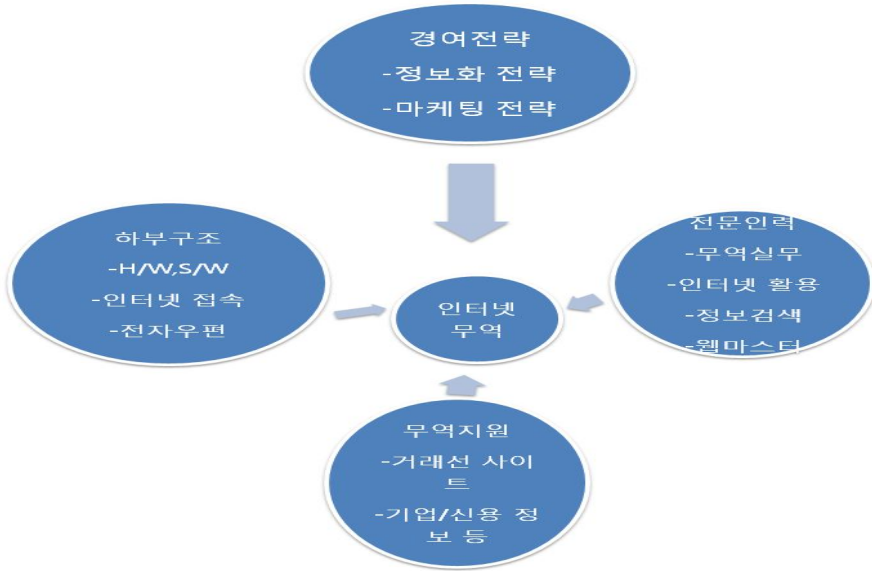 경여전략
-정보화 전략
-마케팅 전략
하부구조
-H/W,S/W
-인터넷 접속
-전자우편
인터넷
무역
전문인력
-무역실무
-인터넷 활용
-정보검색
-웹마스터
무역지원
-거래선 사이
트
-기업/신용 정
보 등